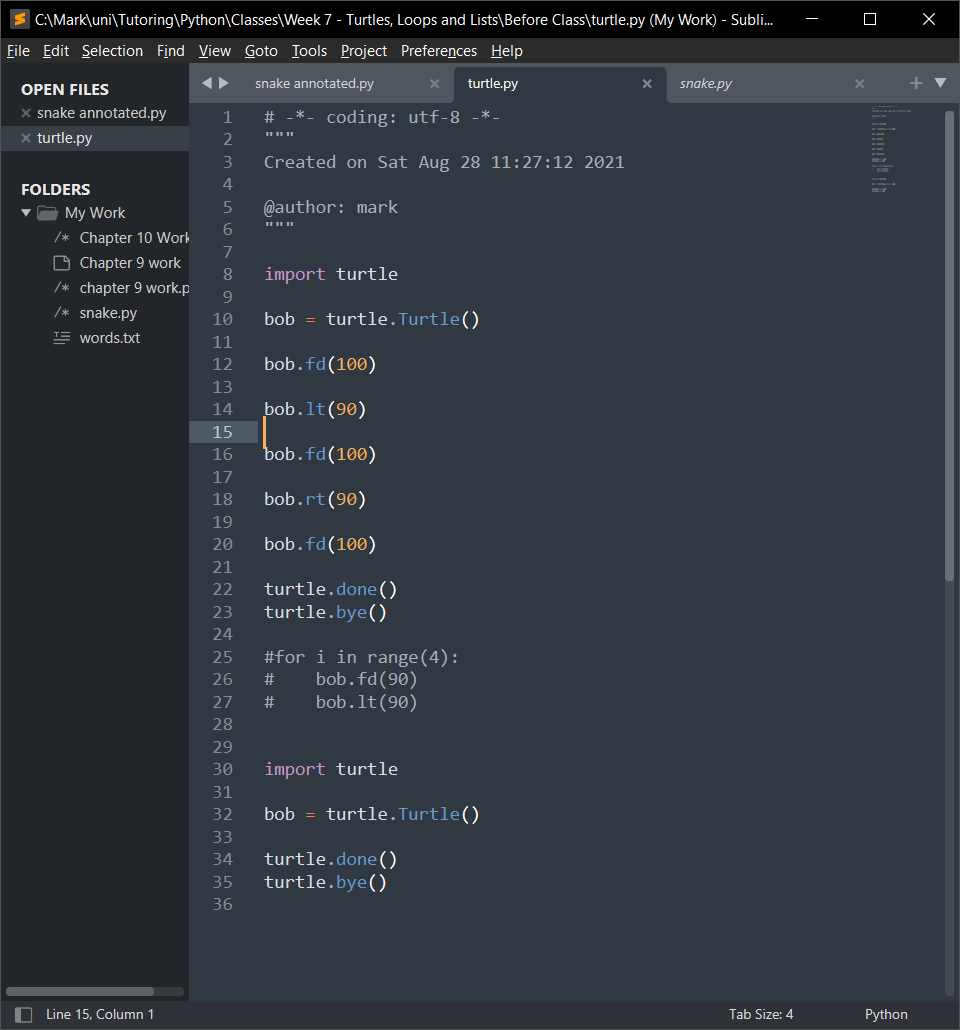 C:\Mark\uni\Tutoring\Python\Classes\Week 7 - Turtles, Loops and Lists\Before Class\turtle.py (My Work) - Subli...
File Edit Selection Find View Goto Tools Project Preferences Help
OPEN FILES
snake annotated.py
turtle.py
FOLDERS
My Work
/* Chapter 10 Work
Chapter 9 work
/* chapter 9 work.p
/* snake.py
words.txt
snake annotated.py turtle.py snake.py
1 # -*- coding: utf-8 -*-
2 """
3 Created on Sat Aug 28 11:27:12 2021
4
5 @author: mark
6 """
7
8 import turtle
9
10 bob = turtle.Turtle()
11
12 bob.fd(100)
13
14 bob.lt(90)
15
16 bob.fd(100)
17
18 bob.rt(90)
19
20 bob.fd(100)
21
22 turtle.done()
23 turtle.bye()
24
25 #for i in range(4):
26 #    bob.fd(90)
27 #    bob.lt(90)
28
29
30 import turtle
31
32 bob = turtle.Turtle()
33
34 turtle.done()
35 turtle.bye()
36
Line 15, Column 1 Tab Size: 4 Python